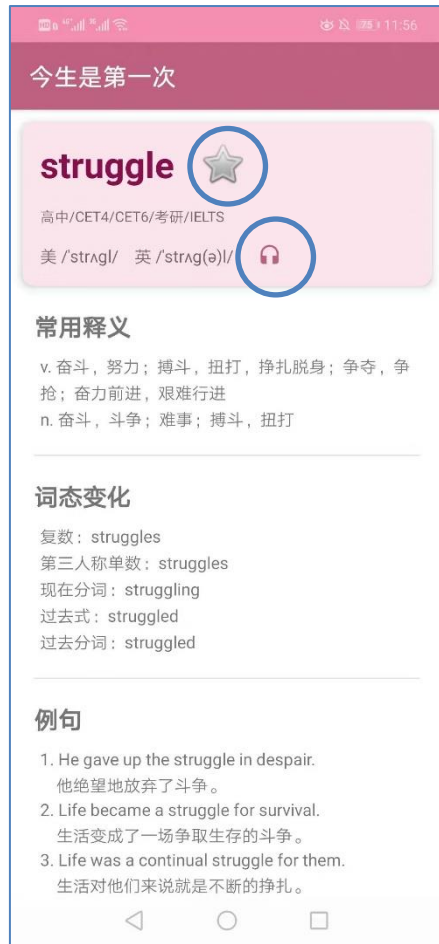 11:56
今生是第一次
struggle
高中/CET4/CET6/考研/IELTS
美 /ˈstrʌɡl/ 英 /ˈstrʌɡ(ə)l/
常用释义
v. 奋斗，努力；搏斗，扭打，挣扎脱身；争夺，争
抢；奋力前进，艰难行进
n. 奋斗，斗争；难事；搏斗，扭打
词态变化
复数：struggles
第三人称单数：struggles
现在分词：struggling
过去式：struggled
过去分词：struggled
例句
1. He gave up the struggle in despair.
他绝望地放弃了斗争。
2. Life became a struggle for survival.
生活变成了一场争取生存的斗争。
3. Life was a continual struggle for them.
生活对他们来说就是不断的挣扎。